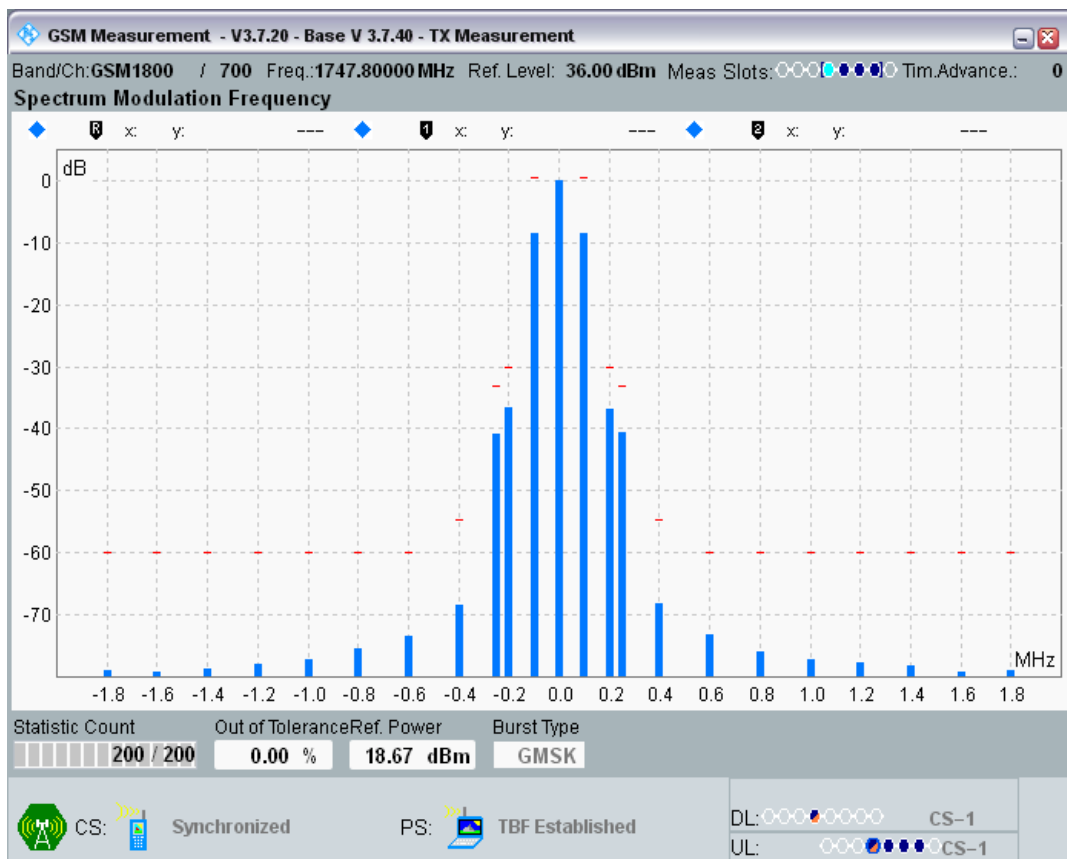 GSM Measurement - V3.7.20 - Base V 3.7.40 - TX Measurement
Band/Ch:GSM1800 / 700 Freq.:1747.80000 MHz Ref. Level: 36.00 dBm Meas Slots: Tim.Advance.: 0
Spectrum Modulation Frequency
R x: y: --- 1 x: y: --- 2 x: y: ---
dB
0
-10
-20
-30
-40
-50
-60
-70
MHz
-1.8 -1.6 -1.4 -1.2 -1.0 -0.8 -0.6 -0.4 -0.2 0.0 0.2 0.4 0.6 0.8 1.0 1.2 1.4 1.6 1.8
Statistic Count Out of Tolerance Ref. Power Burst Type
200 / 200 0.00 % 18.67 dBm GMSK
CS: Synchronized PS: TBF Established
DL: CS-1
UL: CS-1